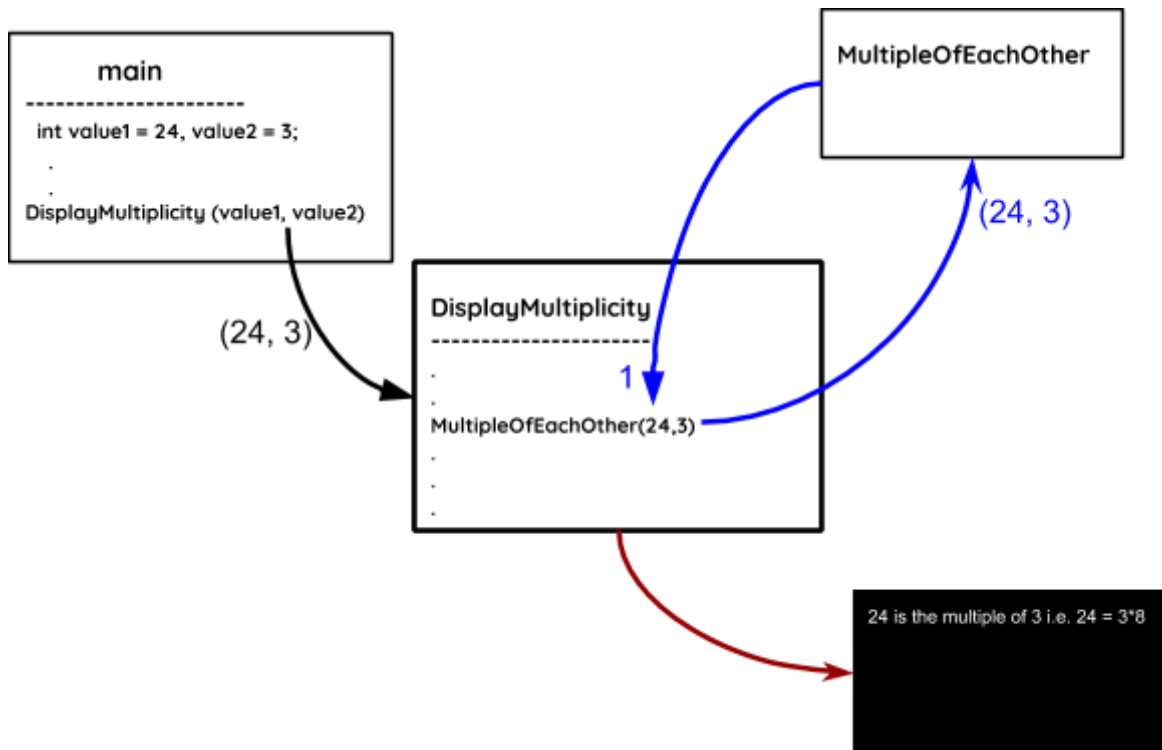 main
----------------------
int value1 = 24, value2 = 3;
.
.
DisplayMultiplicity (value1, value2)
(24, 3)
MultipleOfEachOther
(24, 3)
DisplayMultiplicity
----------------------
.
.
1
MultipleOfEachOther(24,3)
.
.
.
24 is the multiple of 3 i.e. 24 = 3*8